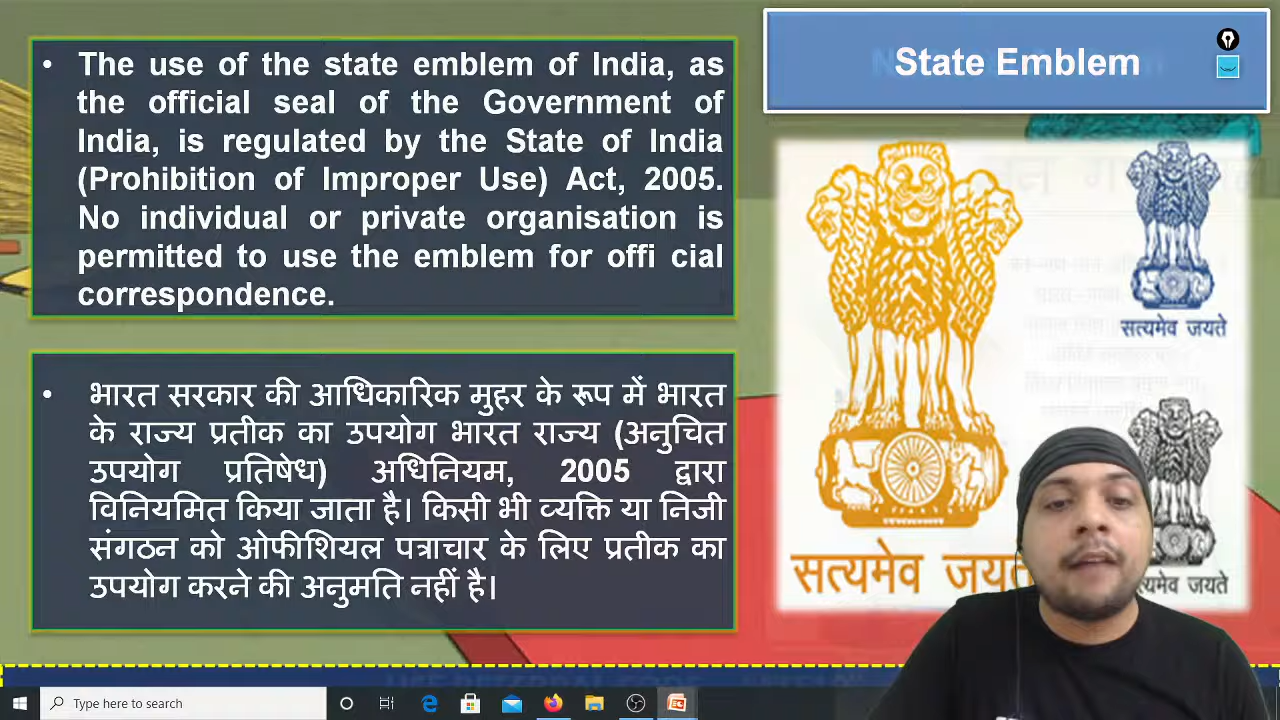 State Emblem
• The use of the state emblem of India, as
the official seal of the Government of
India, is regulated by the State of India
(Prohibition of Improper Use) Act, 2005.
No individual or private organisation is
permitted to use the emblem for offi cial
correspondence.
• भारत सरकार की आधिकारिक मुहर के रूप में भारत
के राज्य प्रतीक का उपयोग भारत राज्य (अनुचित
उपयोग प्रतिषेध) अधिनियम, 2005 द्वारा
विनियमित किया जाता है। किसी भी व्यक्ति या निजी
संगठन को ओफीशियल पत्राचार के लिए प्रतीक का
उपयोग करने की अनुमति नहीं है।
सत्यमेव जयते
सत्यमेव
Type here to search